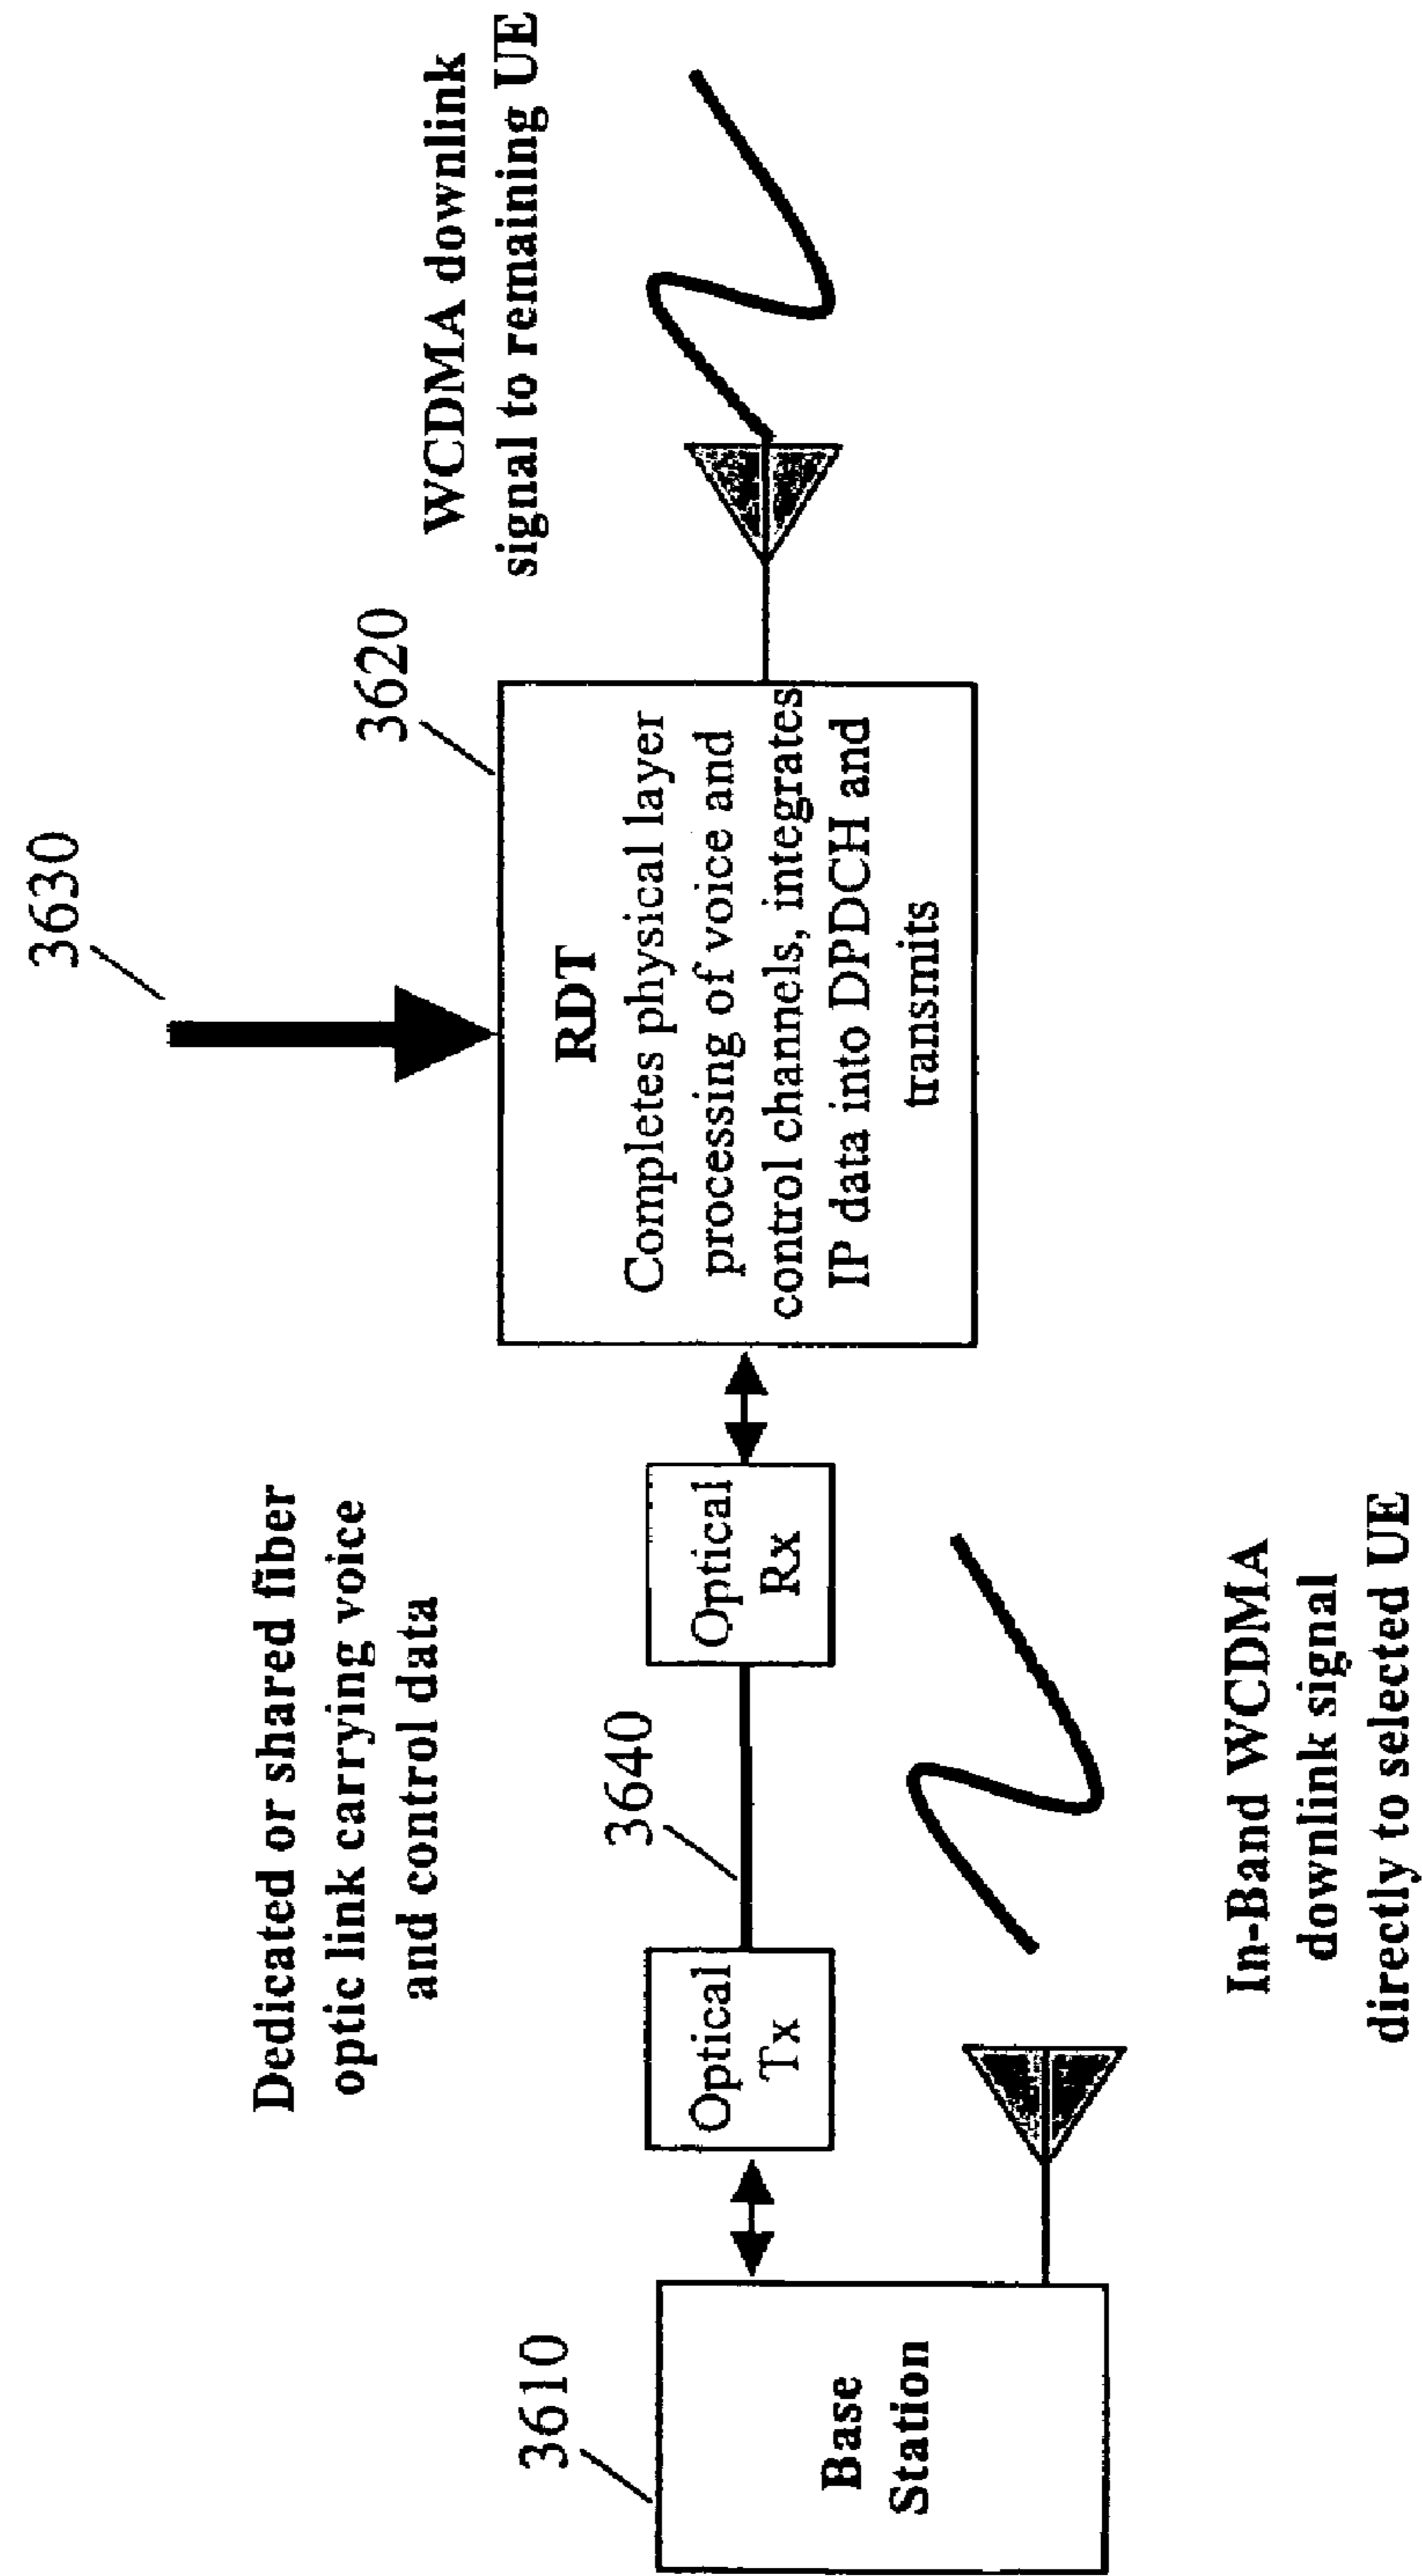 3630
3620
WCDMA downlink
signal to remaining UE
RDT
Completes physical layer
processing of voice and
control channels, integrates
IP data into DPDCH and
transmits
Dedicated or shared fiber
optic link carrying voice
and control data
3640
Optical
Tx
Optical
Rx
3610
Base
Station
In-Band WCDMA
downlink signal
directly to selected UE